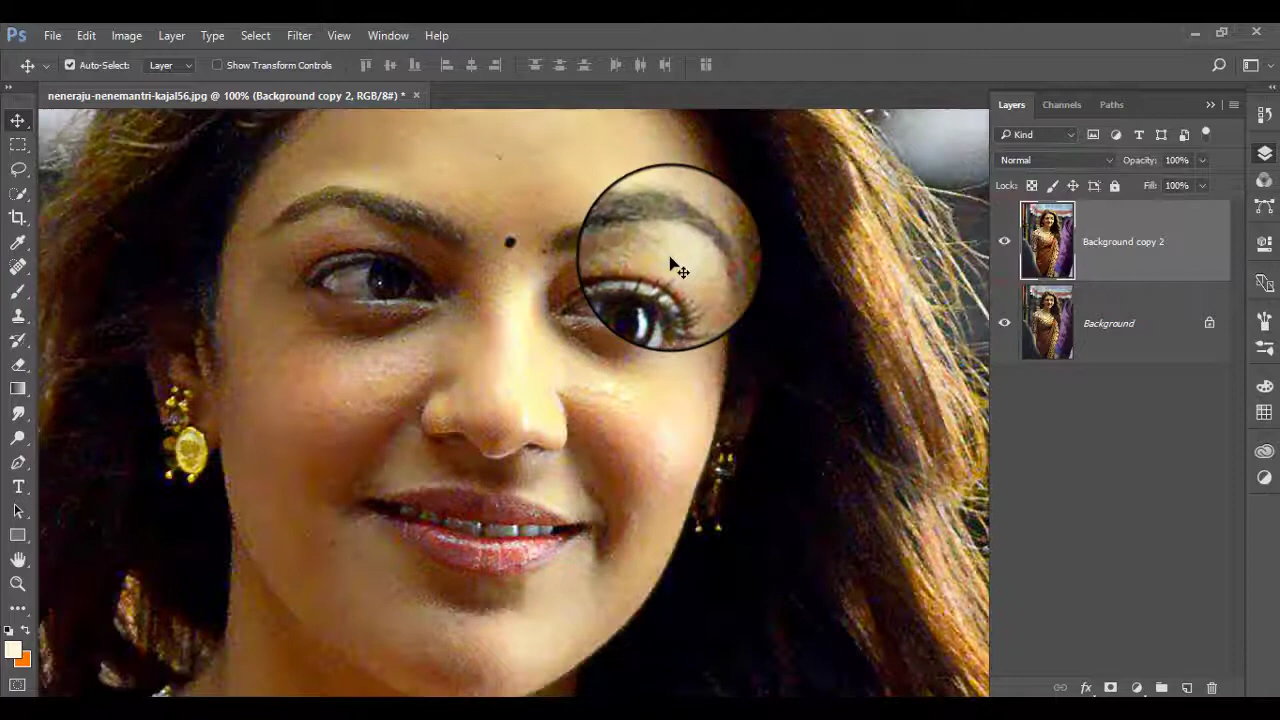 Ps File Edit Image Layer Type Select Filter View Window Help
Auto-Select: Layer Show Transform Controls
neneraju-nenemantri-kajal56.jpg @ 100% (Background copy 2, RGB/8#) *
Layers Channels Paths
Kind
Normal Opacity: 100%
Lock: Fill: 100%
Background copy 2
Background
fx